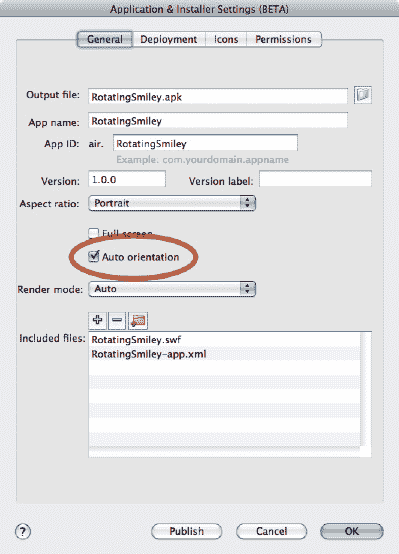 Application & Installer Settings (BETA)
General Deployment Icons Permissions
Output file: RotatingSmiley.apk
App name: RotatingSmiley
App ID: air. RotatingSmiley
Example: com.yourdomain.appname
Version: 1.0.0 Version label:
Aspect ratio: Portrait
Full screen
Auto orientation
Render mode: Auto
+ −
Included files: RotatingSmiley.swf
RotatingSmiley-app.xml
? Publish Cancel OK